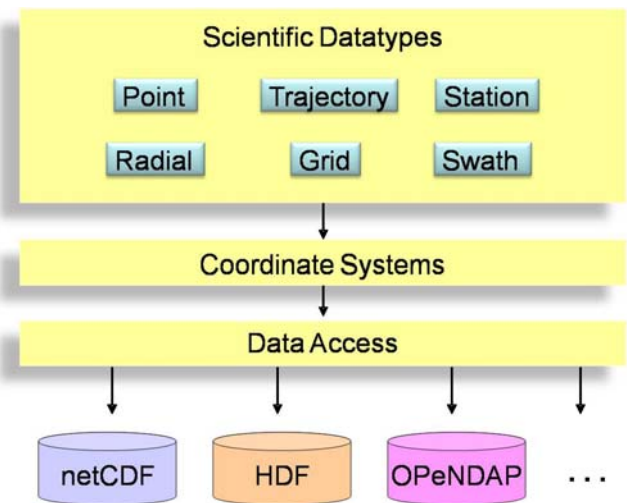 Scientific Datatypes
Point Trajectory Station
Radial Grid Swath
Coordinate Systems
Data Access
netCDF HDF OPeNDAP ...